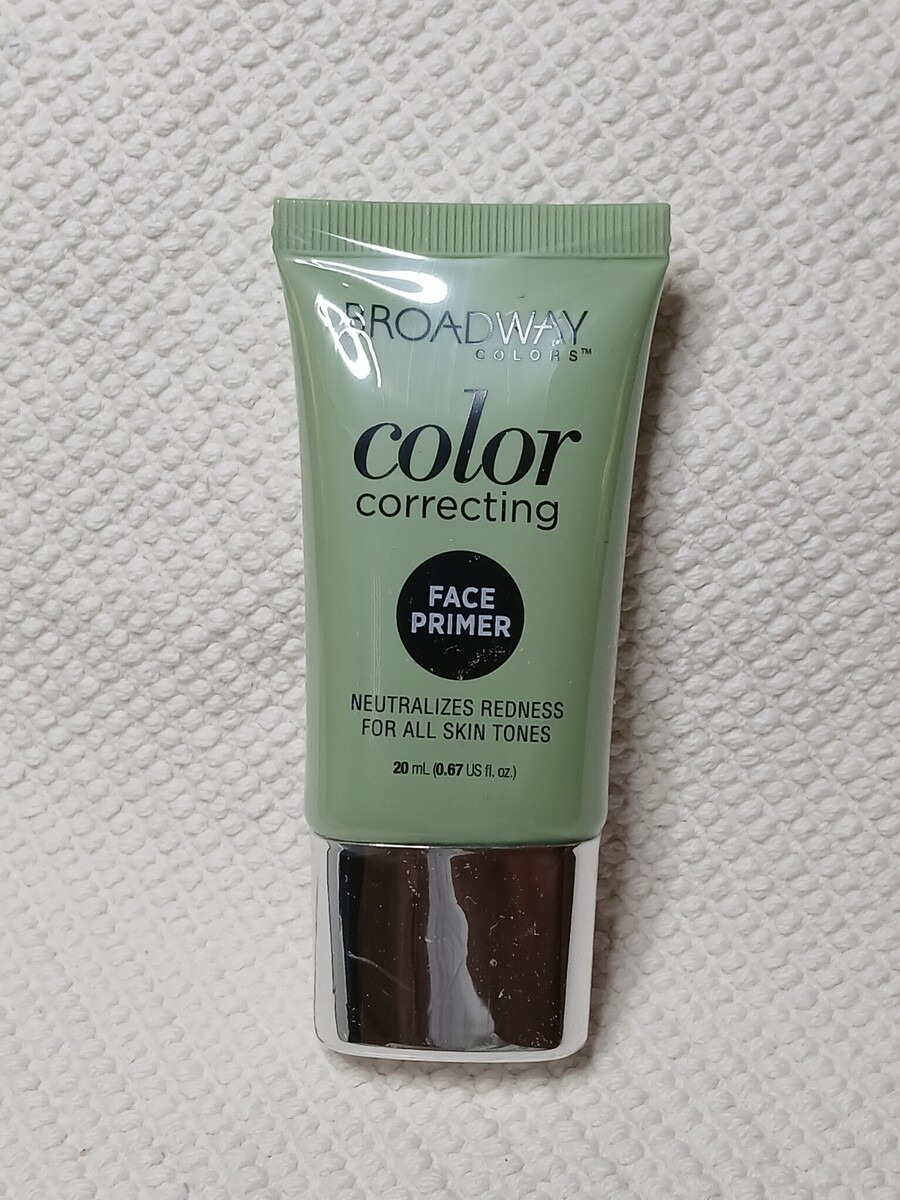 BROADWAY
COLORS™
color
correcting
FACE
PRIMER
NEUTRALIZES REDNESS
FOR ALL SKIN TONES
20 mL (0.67 US fl. oz.)